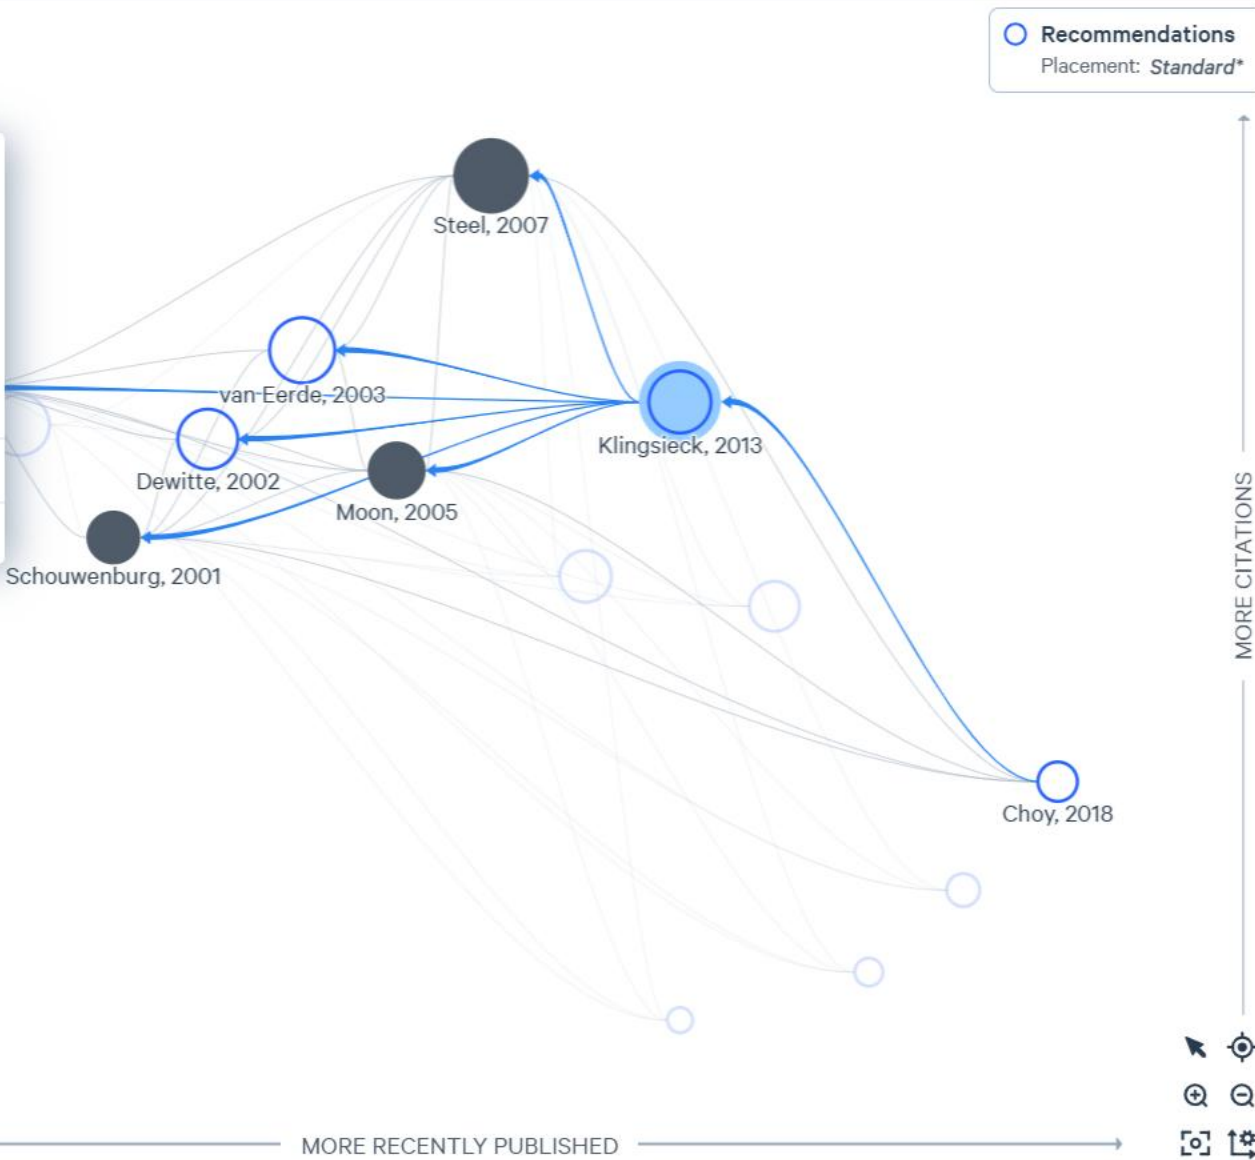 Recommendations
Placement: Standard*
Steel, 2007
van Eerde, 2003
Klingsieck, 2013
Dewitte, 2002
Moon, 2005
Schouwenburg, 2001
Choy, 2018
MORE CITATIONS
MORE RECENTLY PUBLISHED